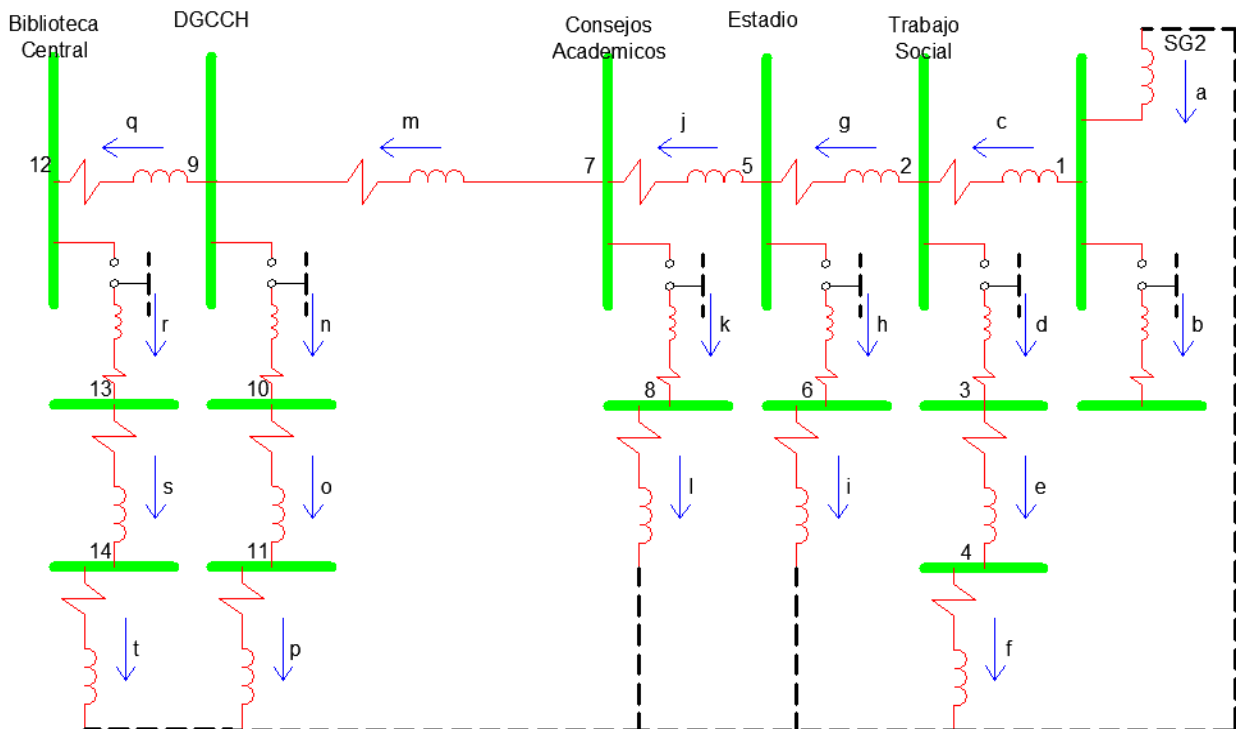 Biblioteca
Central
DGCCH
Consejos
Academicos
Estadio
Trabajo
Social
SG2
a
q
m
j
g
c
12
9
7
5
2
1
r
n
k
h
d
b
13
10
8
6
3
s
o
l
i
e
14
11
4
t
p
f